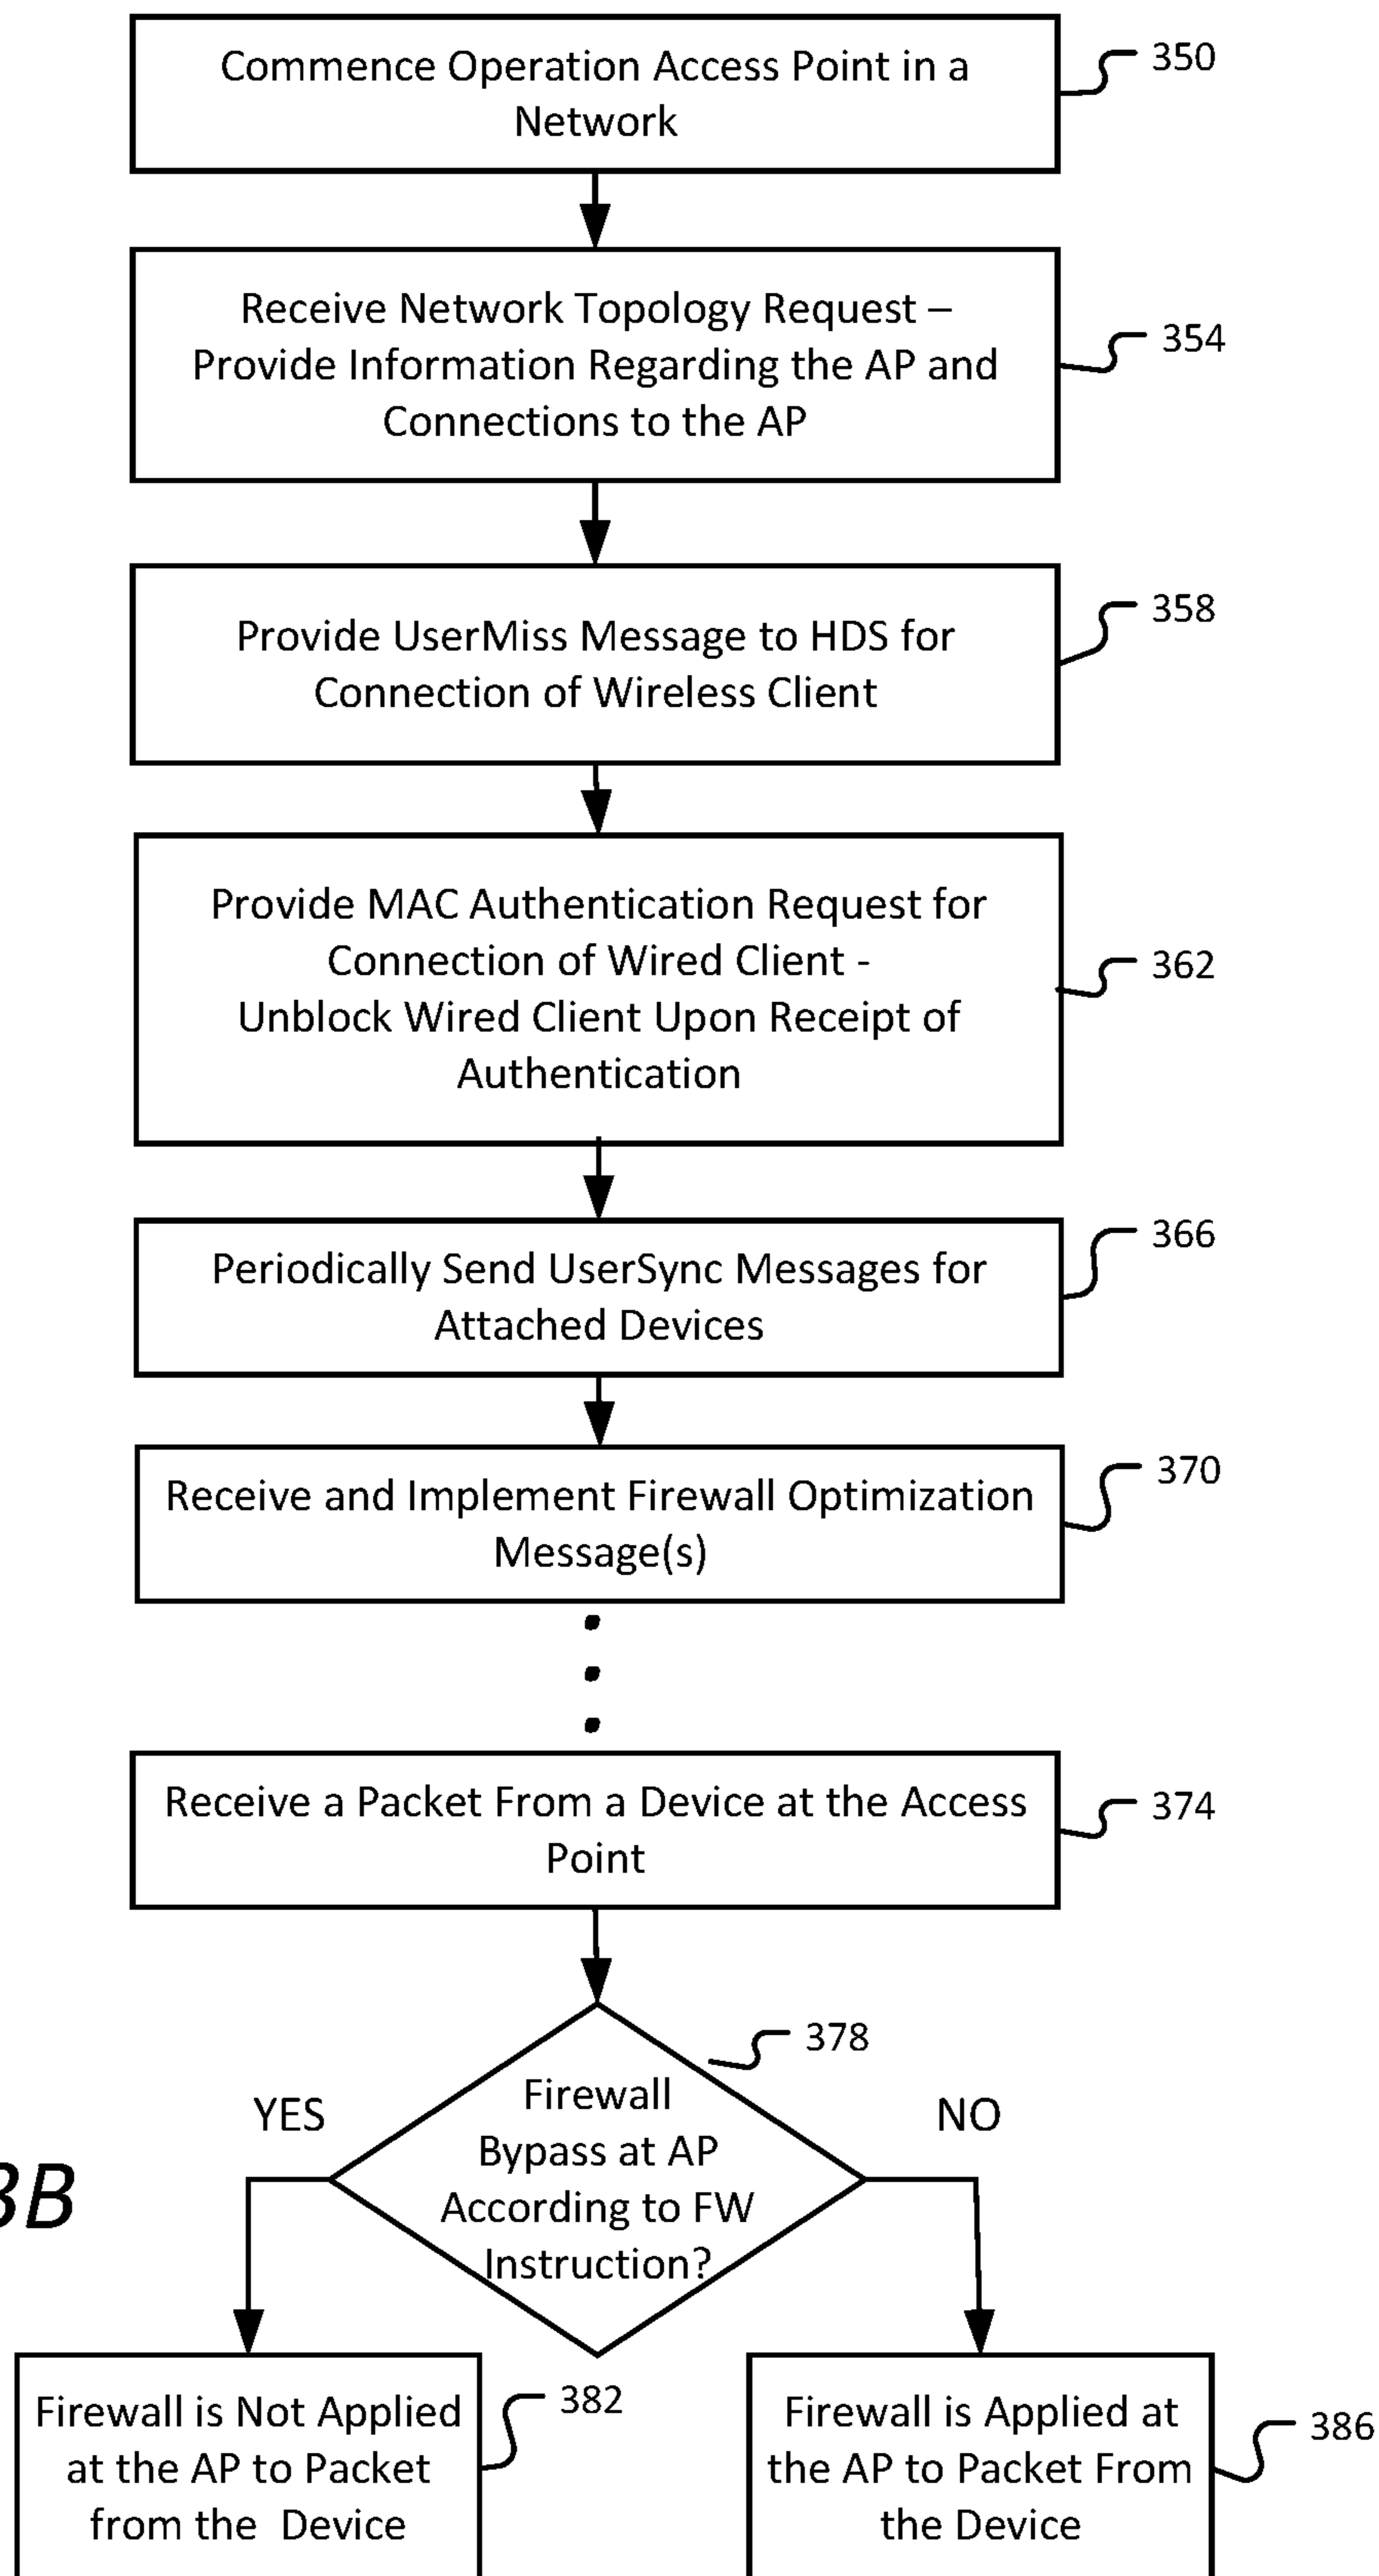 Commence Operation Access Point in a
Network
350
Receive Network Topology Request –
Provide Information Regarding the AP and
Connections to the AP
354
Provide UserMiss Message to HDS for
Connection of Wireless Client
358
Provide MAC Authentication Request for
Connection of Wired Client -
Unblock Wired Client Upon Receipt of
Authentication
362
Periodically Send UserSync Messages for
Attached Devices
366
Receive and Implement Firewall Optimization
Message(s)
370
Receive a Packet From a Device at the Access
Point
374
378
Firewall
Bypass at AP
According to FW
Instruction?
YES
NO
3B
Firewall is Not Applied
at the AP to Packet
from the Device
382
Firewall is Applied at
the AP to Packet From
the Device
386